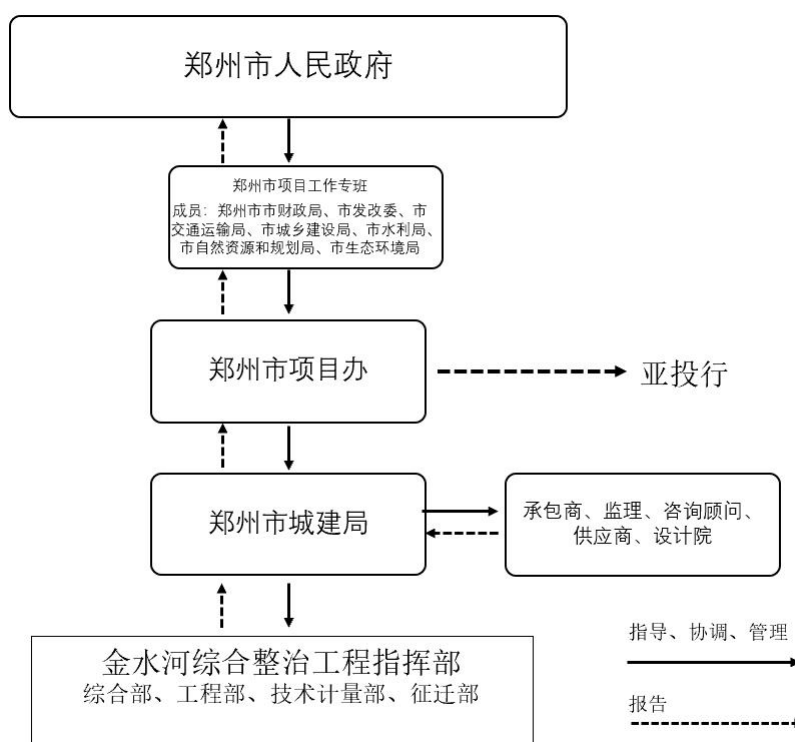 郑州市人民政府
郑州市项目工作专班
成员：郑州市市财政局、市发改委、市
交通运输局、市城乡建设局、市水利局、
市自然资源和规划局、市生态环境局
郑州市项目办
亚投行
郑州市城建局
承包商、监理、咨询顾问、
供应商、设计院
金水河综合整治工程指挥部
综合部、工程部、技术计量部、征迁部
指导、协调、管理
报告